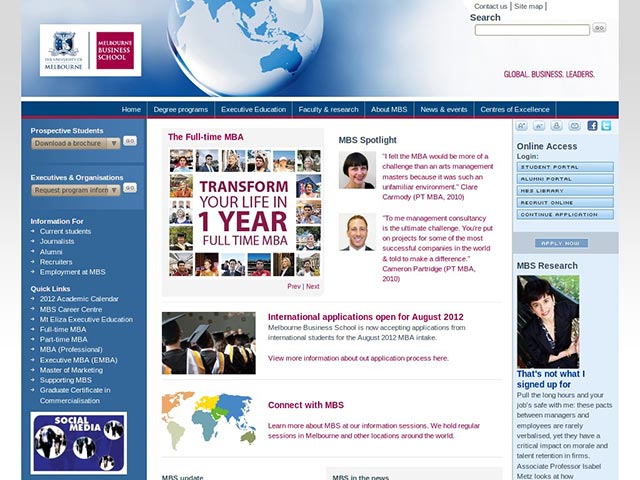 Contact us | Site map |
Search
GO
THE UNIVERSITY OF
MELBOURNE
MELBOURNE
BUSINESS
SCHOOL
GLOBAL. BUSINESS. LEADERS.
Home
Degree programs
Executive Education
Faculty & research
About MBS
News & events
Centres of Excellence
Prospective Students
Download a brochure
GO
Executives & Organisations
Request program inform
GO
Information For
Current students
Journalists
Alumni
Recruiters
Employment at MBS
Quick Links
2012 Academic Calendar
MBS Career Centre
Mt Eliza Executive Education
Full-time MBA
Part-time MBA
MBA (Professional)
Executive MBA (EMBA)
Master of Marketing
Supporting MBS
Graduate Certificate in
Commercialisation
SOCIAL
MEDIA
The Full-time MBA
TRANSFORM
YOUR LIFE IN
1 YEAR
FULL TIME MBA
Prev | Next
MBS Spotlight
"I felt the MBA would be more of a
challenge than an arts management
masters because it was such an
unfamiliar environment." Clare
Carmody (PT MBA, 2010)
"To me management consultancy
is the ultimate challenge. You're put
on projects for some of the most
successful companies in the world
& told to make a difference."
Cameron Partridge (PT MBA,
2010)
International applications open for August 2012
Melbourne Business School is now accepting applications from
international students for the August 2012 MBA intake.
View more information about out application process here.
Connect with MBS
Learn more about MBS at our information sessions. We hold regular
sessions in Melbourne and other locations around the world.
MBS update
MBS in the news
Online Access
Login:
STUDENT PORTAL
ALUMNI PORTAL
MBS LIBRARY
RECRUIT ONLINE
CONTINUE APPLICATION
APPLY NOW
MBS Research
That's not what I
signed up for
Pull the long hours and your
job's safe with me: these pacts
between managers and
employees are rarely
verbalised, yet they have a
critical impact on morale and
talent retention in firms.
Associate Professor Isabel
Metz looks at how